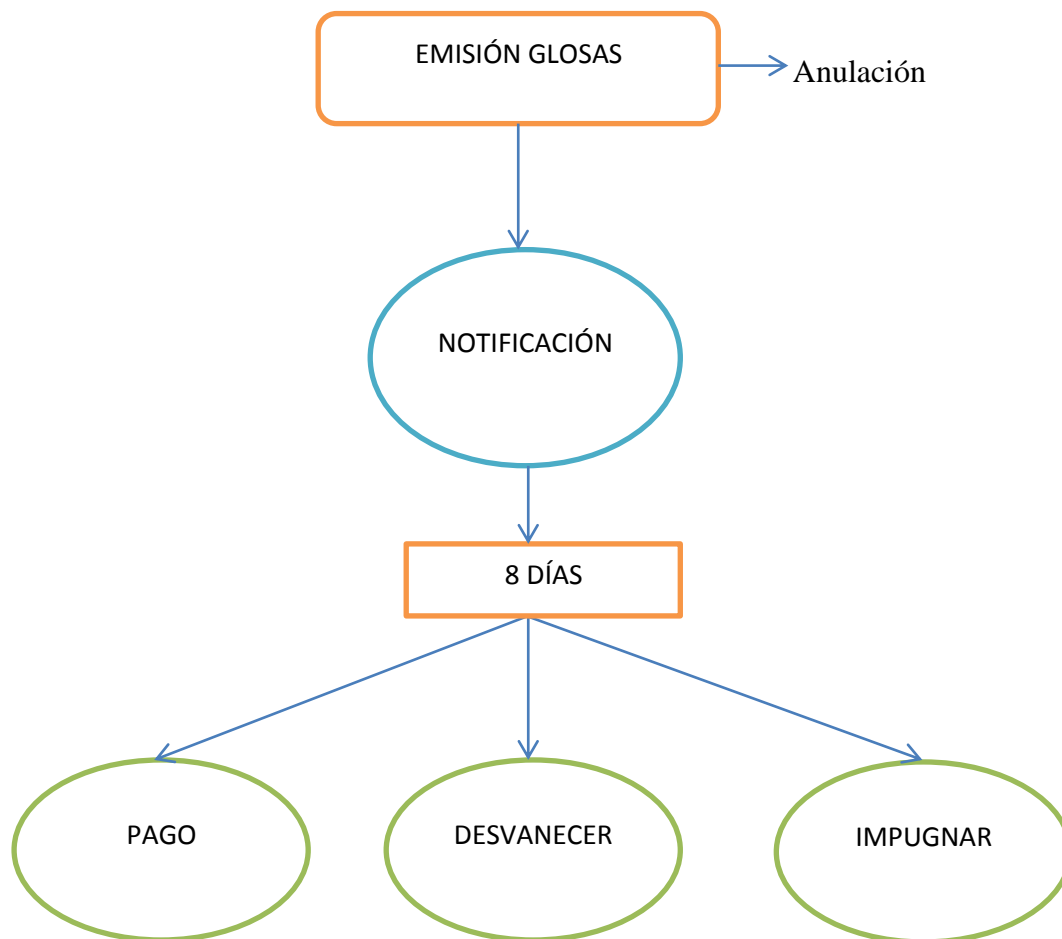 EMISIÓN GLOSAS
Anulación
NOTIFICACIÓN
8 DÍAS
PAGO
DESVANECER
IMPUGNAR